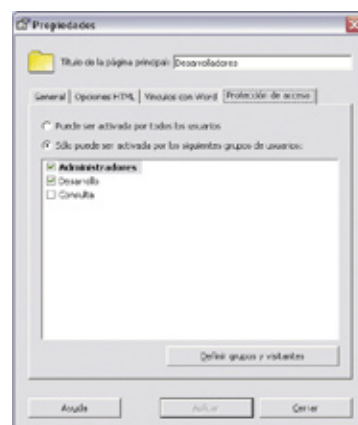 Propiedades
Título de la página principal: Desarrolladores
General Opciones HTML Vínculos con Word Protección de acceso
Puede ser activada por todos los usuarios
Sólo puede ser activada por los siguientes grupos de usuarios:
Administradores
Desarrollo
Consulta
Definir grupos y visitantes
Ayuda Aplicar Cerrar